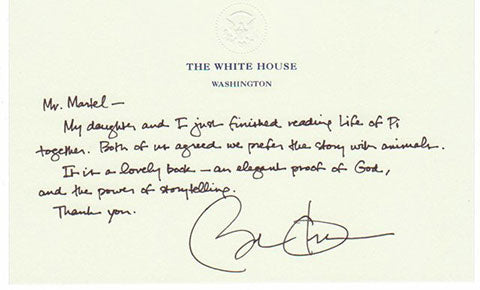 THE WHITE HOUSE
WASHINGTON
Mr. Martel —
My daughter and I just finished reading Life of Pi
together. Both of us agreed we prefer the story with animals.
It is a lovely book — an elegant proof of God,
and the power of storytelling.
Thank you.